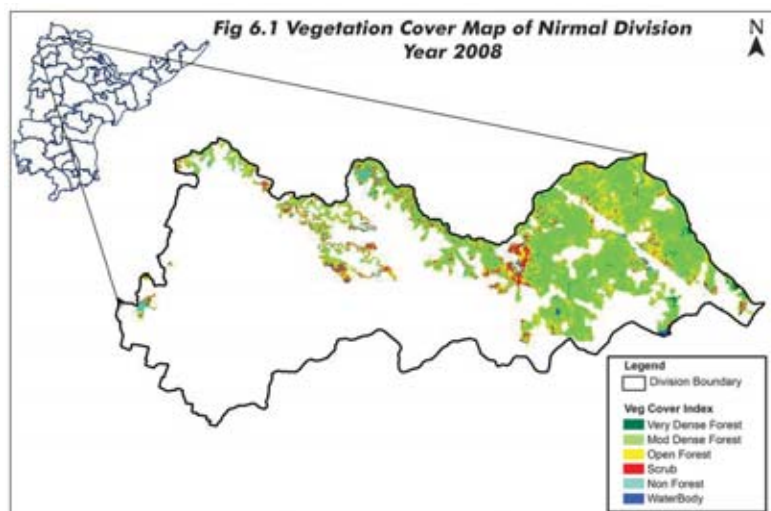 Fig 6.1 Vegetation Cover Map of Nirmal Division
Year 2008
N
Legend
Division Boundary
Veg Cover Index
Very Dense Forest
Mod Dense Forest
Open Forest
Scrub
Non Forest
WaterBody